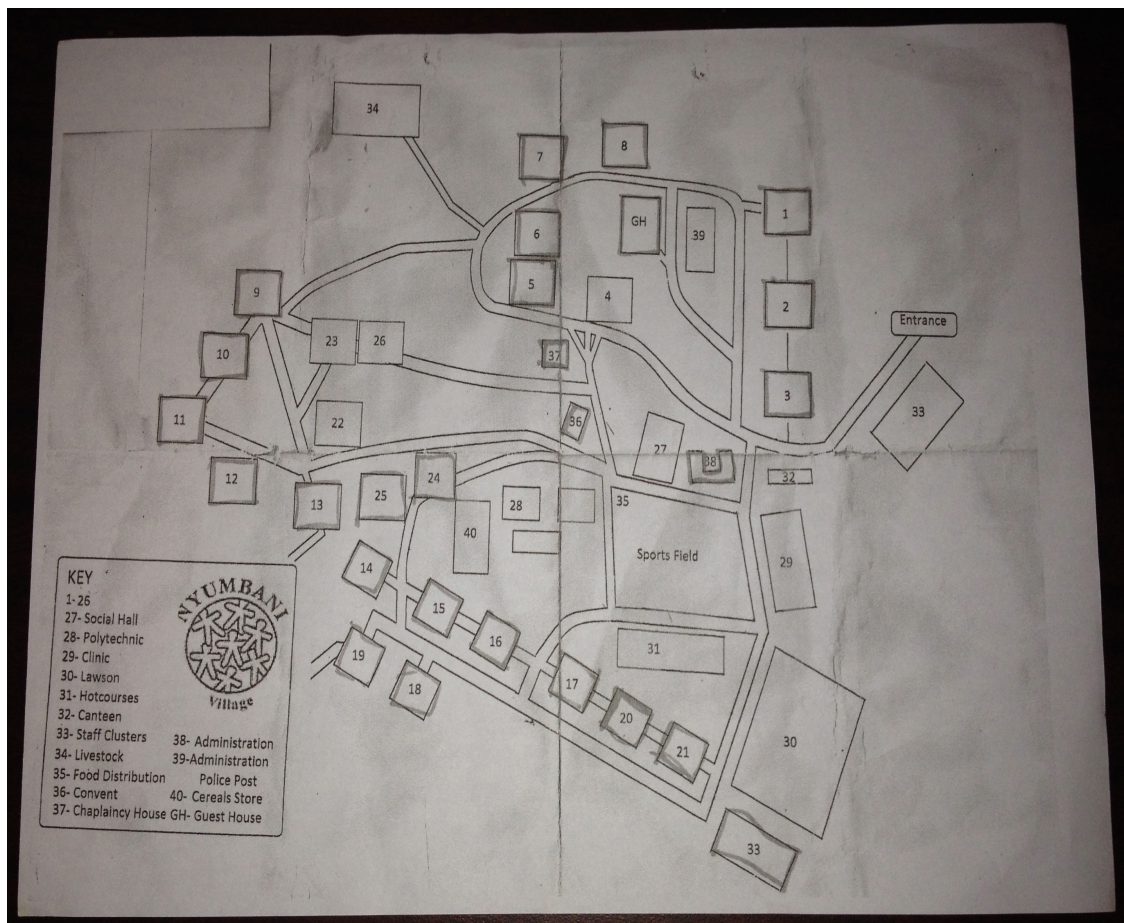 34
7
8
1
GH
39
6
5
4
2
Entrance
9
23
26
10
37
3
33
11
22
36
27
38
12
24
32
25
13
28
35
40
Sports Field
29
14
15
16
31
19
18
17
20
21
30
33
KEY
1-26
27- Social Hall
28- Polytechnic
29- Clinic
30- Lawson
31- Hotcourses
32- Canteen
33- Staff Clusters
34- Livestock
35- Food Distribution
36- Convent
37- Chaplaincy House
38- Administration
39-Administration
Police Post
40- Cereals Store
GH- Guest House
NYUMBANI
Village